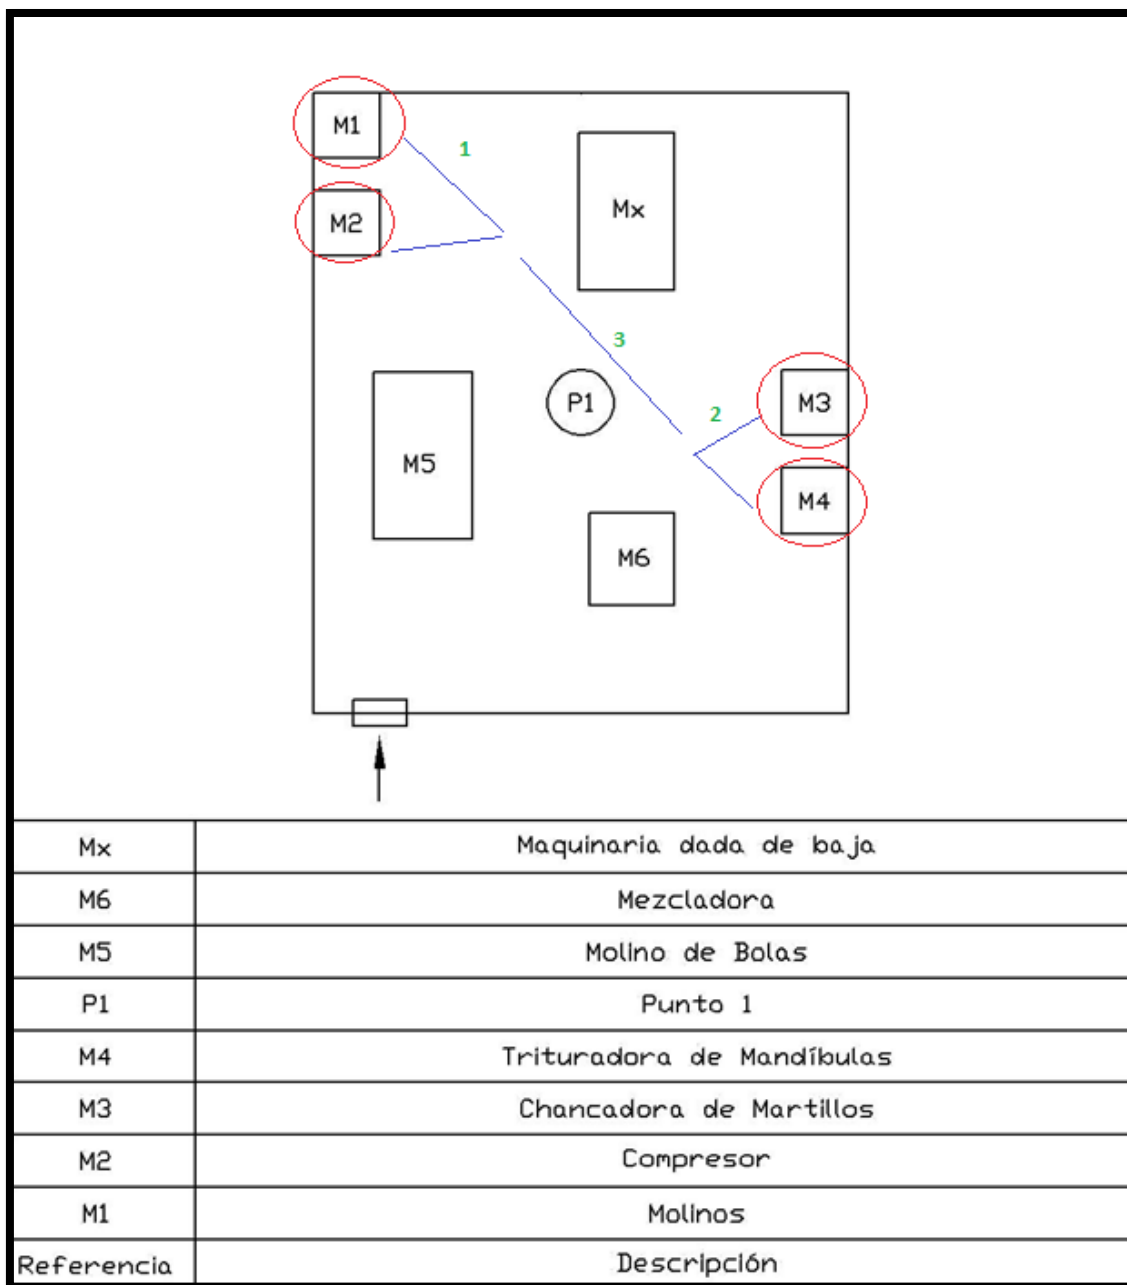 M1
1
M2
Mx
3
P1
2
M3
M5
M4
M6
Mx Maquinaria dada de baja
M6 Mezcladora
M5 Molino de Bolas
P1 Punto 1
M4 Trituradora de Mandíbulas
M3 Chancadora de Martillos
M2 Compresor
M1 Molinos
Referencia Descripción